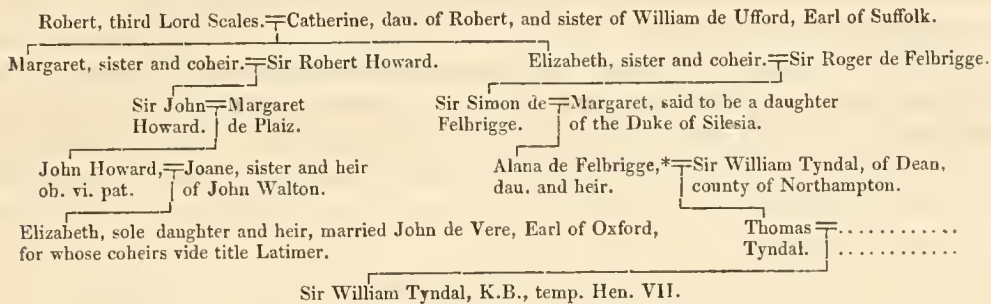 Robert, third Lord Scales.=Catherine, dau. of Robert, and sister of William de Ufford, Earl of Suffolk.
Margaret, sister and coheir.=Sir Robert Howard. Elizabeth, sister and coheir.=Sir Roger de Felbrigge.
Sir John=Margaret Sir Simon de=Margaret, said to be a daughter
Howard. de Plaiz. Felbrigge. of the Duke of Silesia.
John Howard,=Joane, sister and heir Alana de Felbrigge,*=Sir William Tyndal, of Dean,
ob. vi. pat. of John Walton. dau. and heir. county of Northampton.
Elizabeth, sole daughter and heir, married John de Vere, Earl of Oxford, Thomas=............
for whose coheirs vide title Latimer. Tyndal. ............
Sir William Tyndal, K.B., temp. Hen. VII.